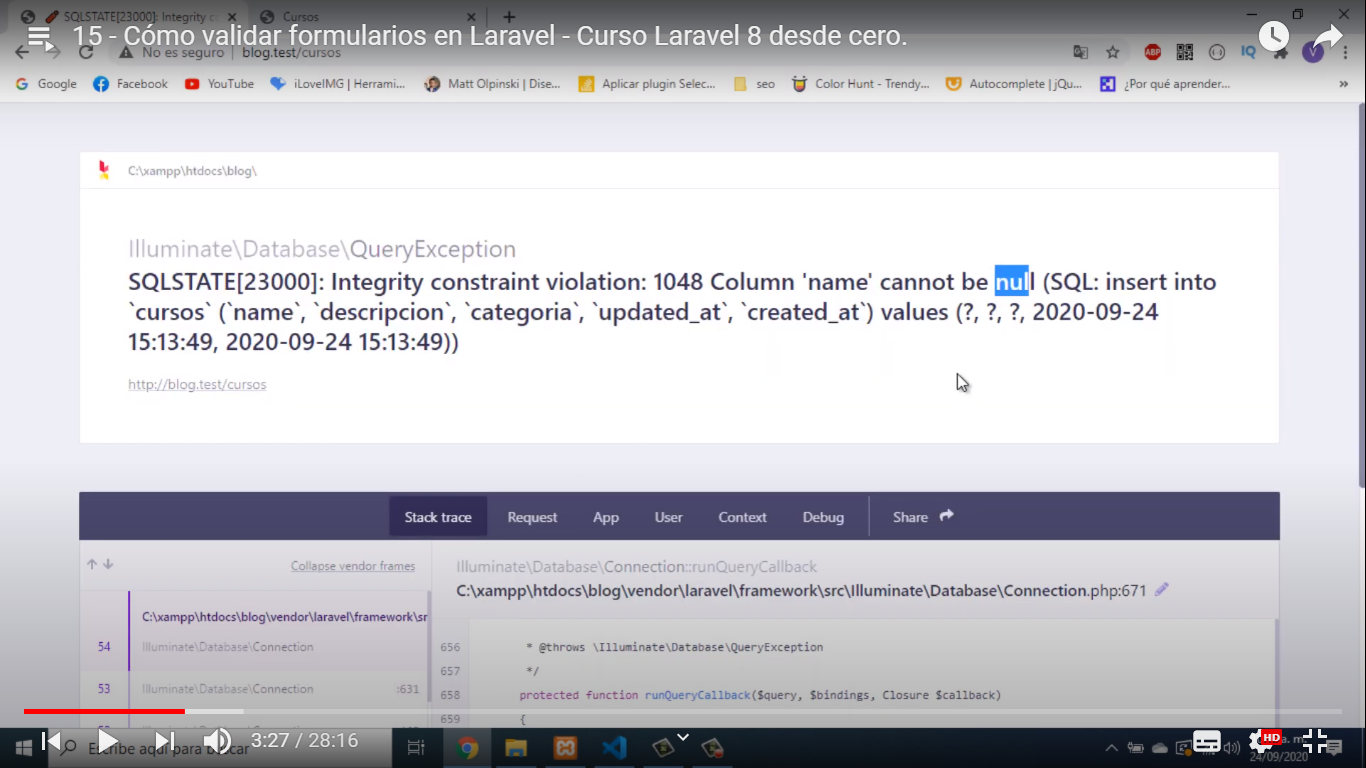 SQLSTATE[23000]: Integrity c
Cursos
15 - Cómo validar formularios en Laravel - Curso Laravel 8 desde cero.
No es seguro
blog.test/cursos
ABP
IQ
V
Google
Facebook
YouTube
iLoveIMG | Herrami...
Matt Olpinski | Dise...
Aplicar plugin Selec...
seo
Color Hunt - Trendy...
Autocomplete | jQu...
¿Por qué aprender...
C:\xampp\htdocs\blog\
Illuminate\Database\QueryException
SQLSTATE[23000]: Integrity constraint violation: 1048 Column 'name' cannot be null (SQL: insert into
`cursos` (`name`, `descripcion`, `categoria`, `updated_at`, `created_at`) values (?, ?, ?, 2020-09-24
15:13:49, 2020-09-24 15:13:49))
http://blog.test/cursos
Stack trace
Request
App
User
Context
Debug
Share
Collapse vendor frames
Illuminate\Database\Connection::runQueryCallback
C:\xampp\htdocs\blog\vendor\laravel\framework\src\Illuminate\Database\Connection.php:671
C:\xampp\htdocs\blog\vendor\laravel\framework\sr
54
Illuminate\Database\Connection
53
Illuminate\Database\Connection
:631
656 * @throws \Illuminate\Database\QueryException
657 */
658 protected function runQueryCallback($query, $bindings, Closure $callback)
659 {
Escribe aquí para buscar
3:27 / 28:16
HD
a. m.
24/09/2020